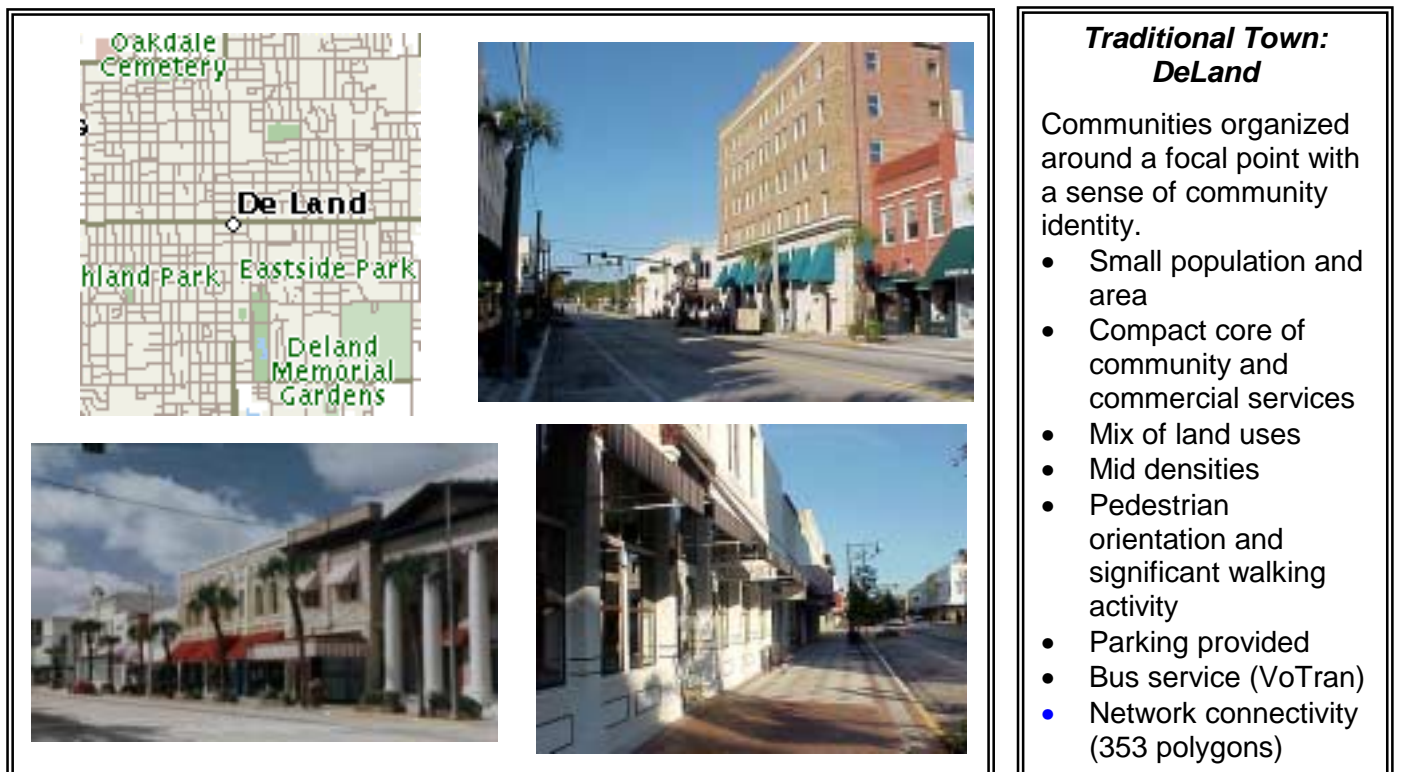 Oakdale
Cemetery
De Land
hland Park
Eastside Park
Deland
Memorial
Gardens
Traditional Town:
DeLand
Communities organized
around a focal point with
a sense of community
identity.
• Small population and
area
• Compact core of
community and
commercial services
• Mix of land uses
• Mid densities
• Pedestrian
orientation and
significant walking
activity
• Parking provided
• Bus service (VoTran)
• Network connectivity
(353 polygons)